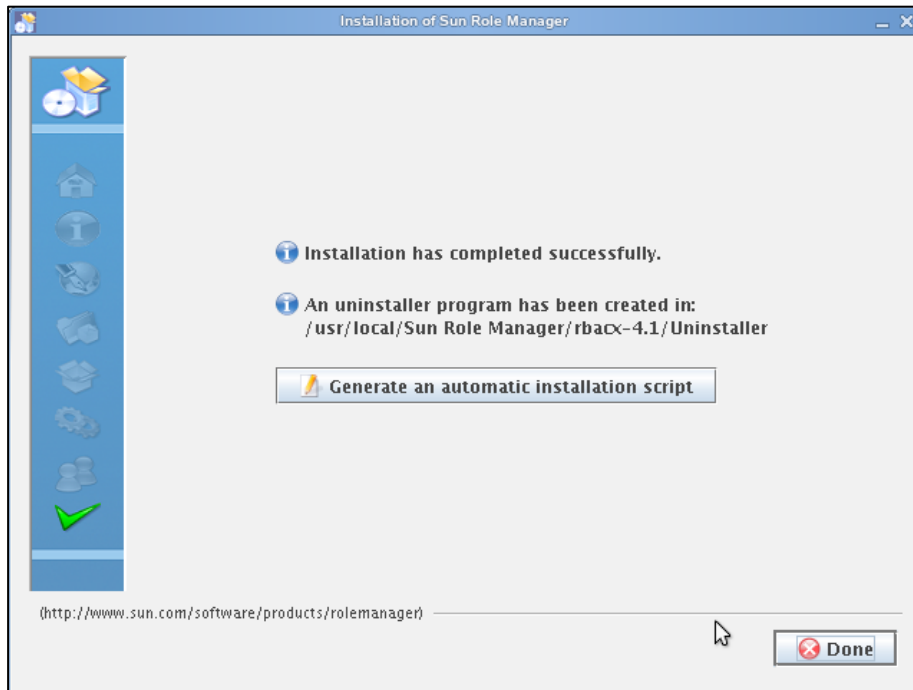 Installation of Sun Role Manager
Installation has completed successfully.
An uninstaller program has been created in:
/usr/local/Sun Role Manager/rbacx-4.1/Uninstaller
Generate an automatic installation script
(http://www.sun.com/software/products/rolemanager)
Done